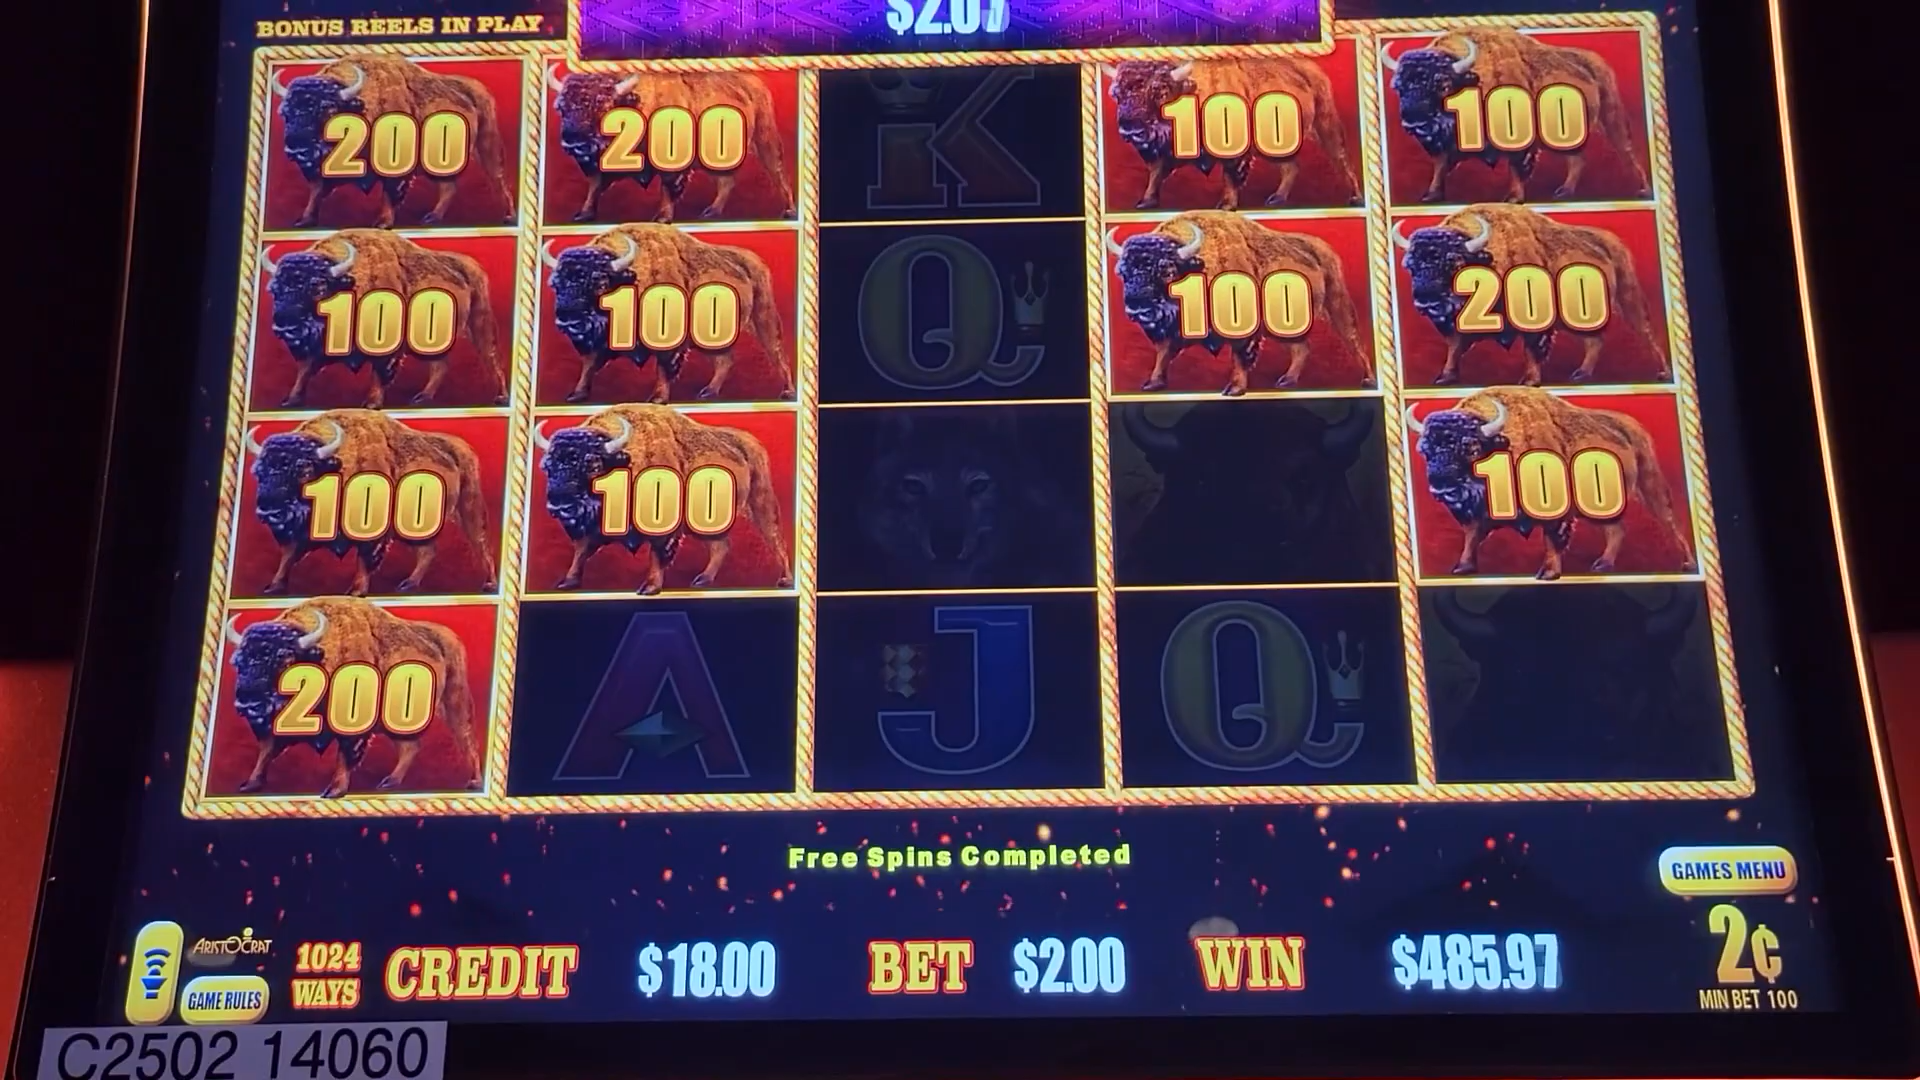 $2.07
BONUS REELS IN PLAY
200 200 K 100 100
100 100 Q 100 200
100 100 100
200 A J Q
Free Spins Completed
GAMES MENU
ARISTOCRAT
GAME RULES
1024 WAYS
CREDIT $18.00 BET $2.00 WIN $485.97
2¢
MIN BET 100
C2502 14060